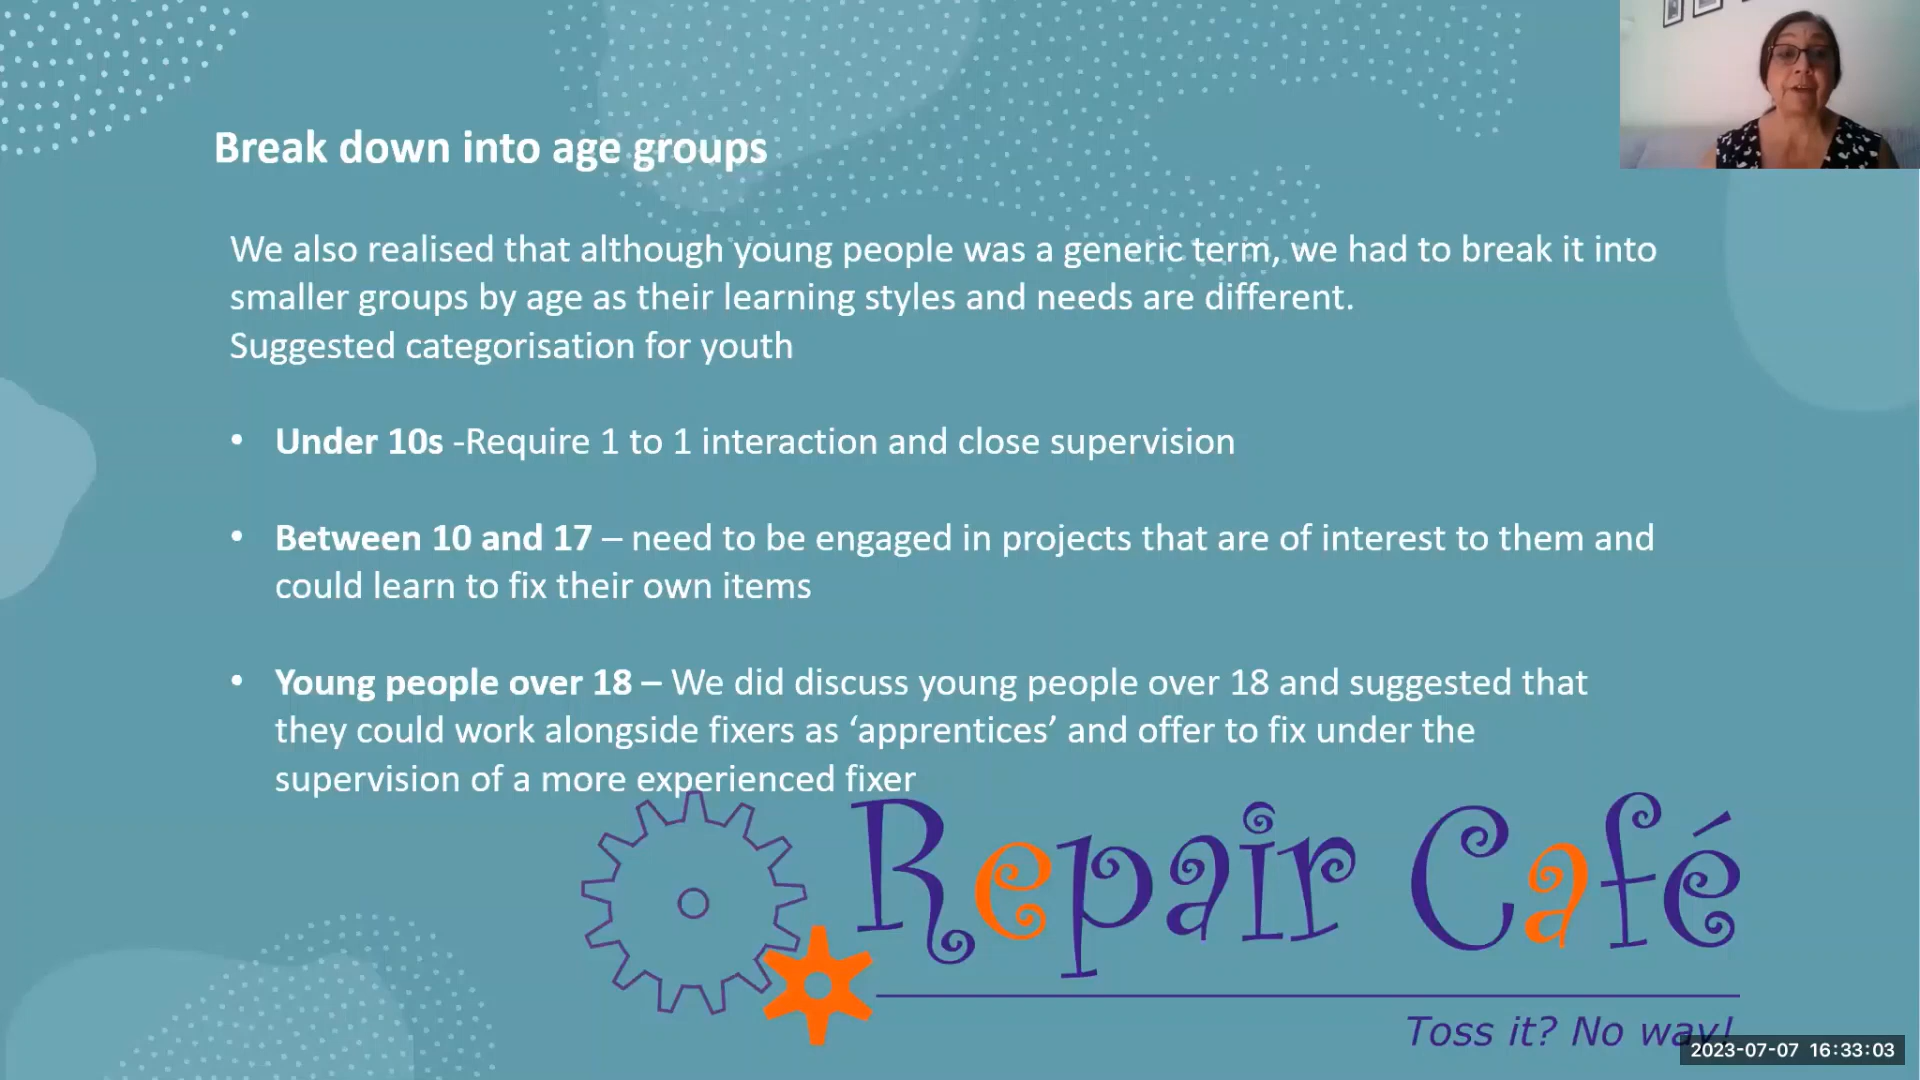 Break down into age groups
We also realised that although young people was a generic term, we had to break it into
smaller groups by age as their learning styles and needs are different.
Suggested categorisation for youth
• Under 10s -Require 1 to 1 interaction and close supervision
• Between 10 and 17 – need to be engaged in projects that are of interest to them and
could learn to fix their own items
• Young people over 18 – We did discuss young people over 18 and suggested that
they could work alongside fixers as ‘apprentices’ and offer to fix under the
supervision of a more experienced fixer
Repair Café
Toss it? No way!
2023-07-07 16:33:03